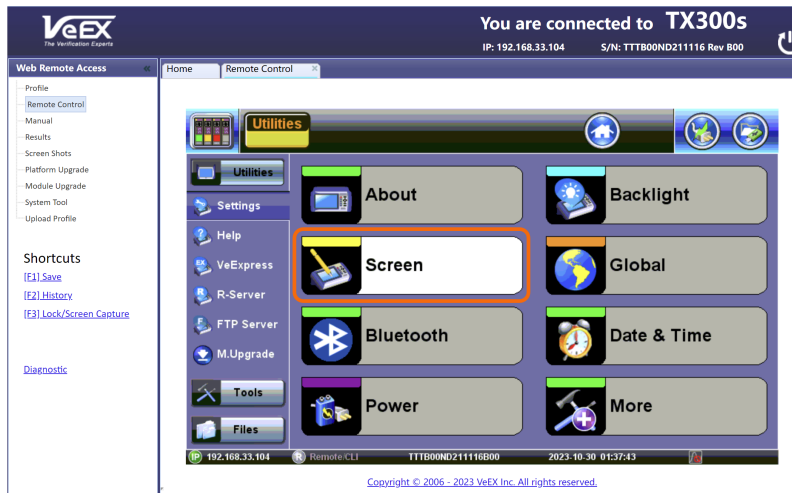 VeEX
The Verification Experts
You are connected to TX300s
IP: 192.168.33.104 S/N: TTTB00ND211116 Rev B00
Web Remote Access «
Home Remote Control ×
Profile
Remote Control
Manual
Results
Screen Shots
Platform Upgrade
Module Upgrade
System Tool
Upload Profile
Shortcuts
[F1] Save
[F2] History
[F3] Lock/Screen Capture
Diagnostic
Utilities
Utilities
Settings
Help
VeExpress
R-Server
FTP Server
M.Upgrade
Tools
Files
About
Backlight
Screen
Global
Bluetooth
Date & Time
Power
More
IP 192.168.33.104 R Remote/CLI TTTB00ND211116B00 2023-10-30 01:37:43
Copyright © 2006 - 2023 VeEX Inc. All rights reserved.